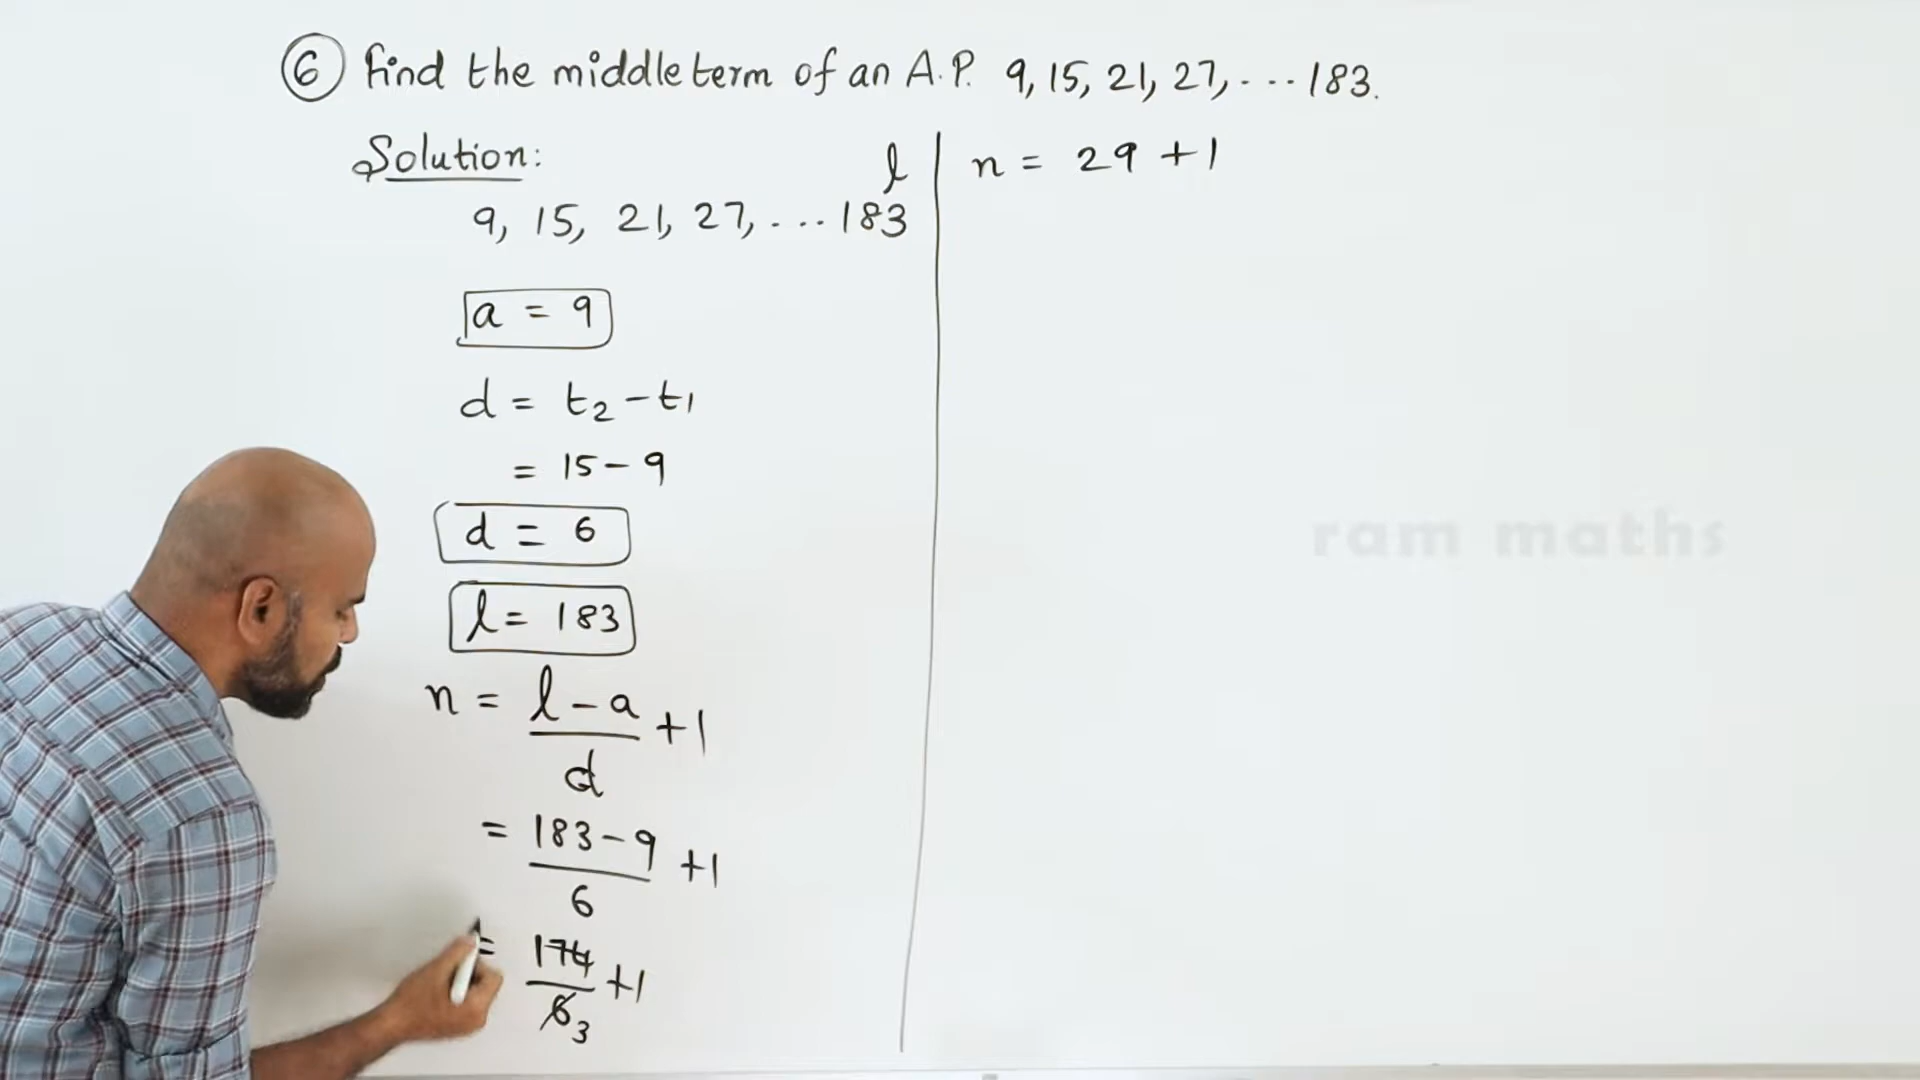 6 Find the middle term of an A.P. 9, 15, 21, 27, ... 183.
Solution:
l
9, 15, 21, 27, ... 183
a = 9
d = t2 - t1
= 15 - 9
d = 6
l = 183
n = l - a / d + 1
= 183 - 9 / 6 + 1
= 174 / 6 3 + 1
n = 29 + 1
ram maths